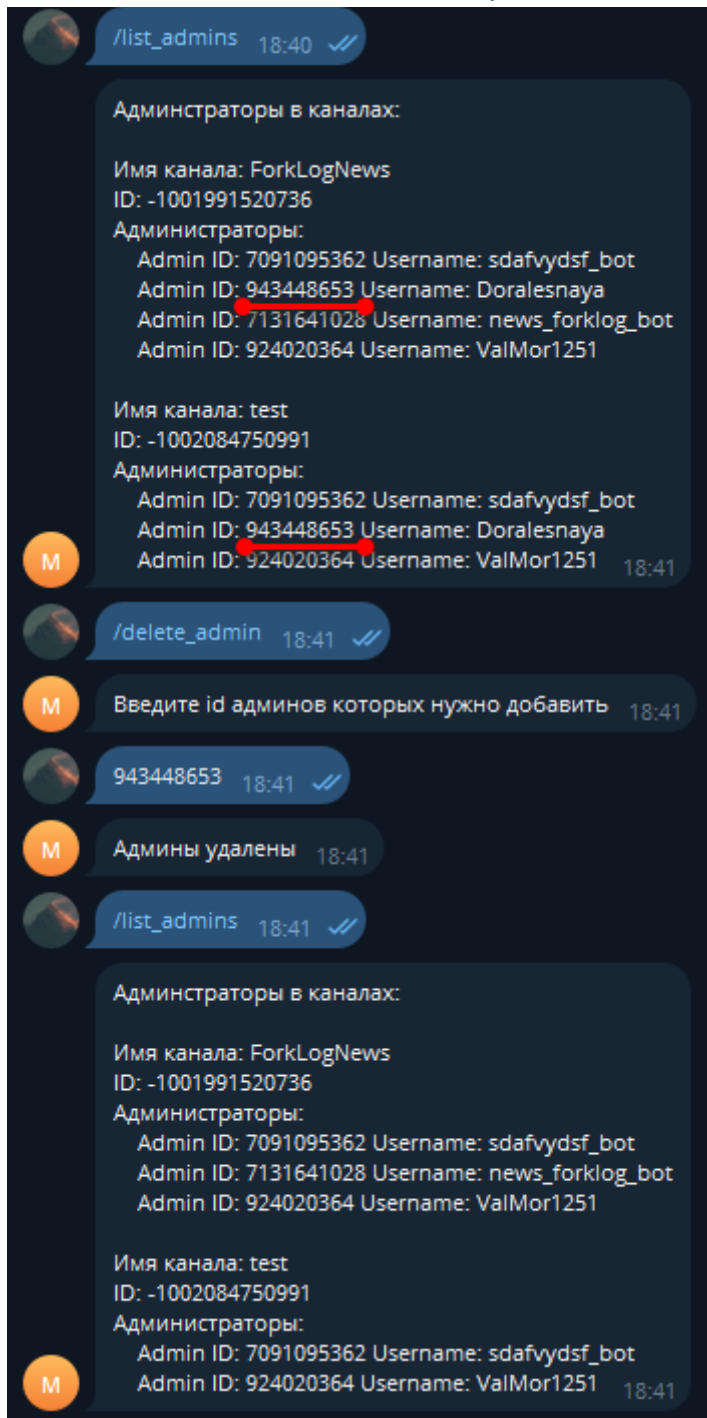 /list_admins 18:40
Админстраторы в каналах:
Имя канала: ForkLogNews
ID: -1001991520736
Администраторы:
Admin ID: 7091095362 Username: sdafvydsf_bot
Admin ID: 943448653 Username: Doralesnaya
Admin ID: 7131641028 Username: news_forklog_bot
Admin ID: 924020364 Username: ValMor1251
Имя канала: test
ID: -1002084750991
Администраторы:
Admin ID: 7091095362 Username: sdafvydsf_bot
Admin ID: 943448653 Username: Doralesnaya
М Admin ID: 924020364 Username: ValMor1251 18:41
/delete_admin 18:41
М Введите id админов которых нужно добавить 18:41
943448653 18:41
М Админы удалены 18:41
/list_admins 18:41
Админстраторы в каналах:
Имя канала: ForkLogNews
ID: -1001991520736
Администраторы:
Admin ID: 7091095362 Username: sdafvydsf_bot
Admin ID: 7131641028 Username: news_forklog_bot
Admin ID: 924020364 Username: ValMor1251
Имя канала: test
ID: -1002084750991
Администраторы:
Admin ID: 7091095362 Username: sdafvydsf_bot
М Admin ID: 924020364 Username: ValMor1251 18:41